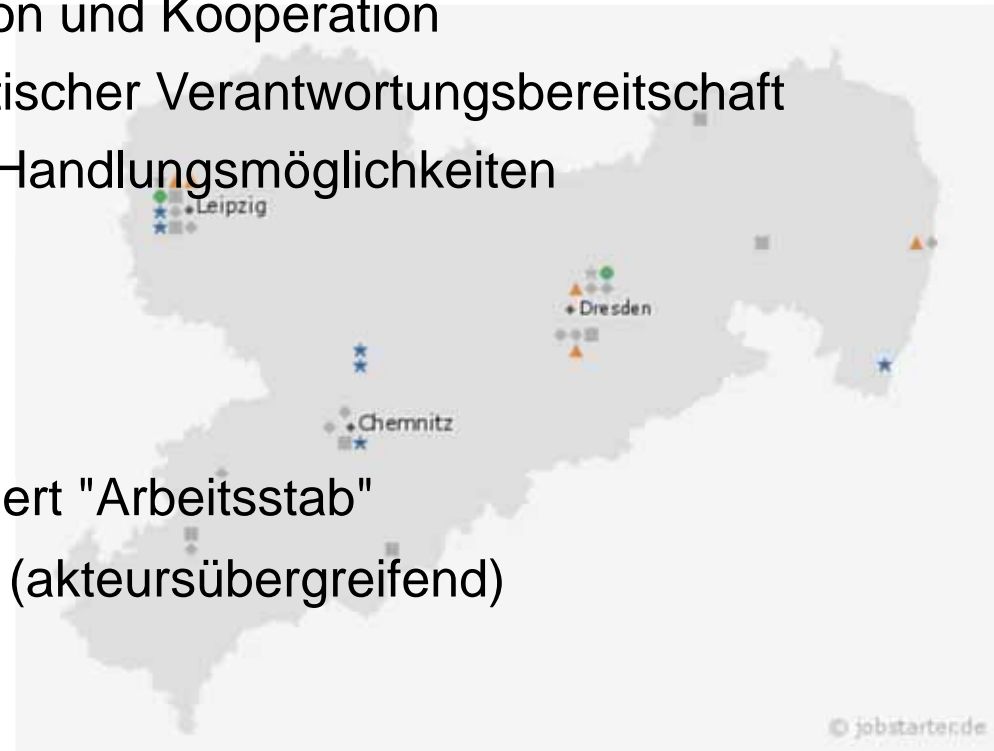 on und Kooperation
tischer Verantwortungsbereitschaft
Handlungsmöglichkeiten
Leipzig
Dresden
Chemnitz
ert "Arbeitsstab"
(akteursübergreifend)
© jobstarter.de